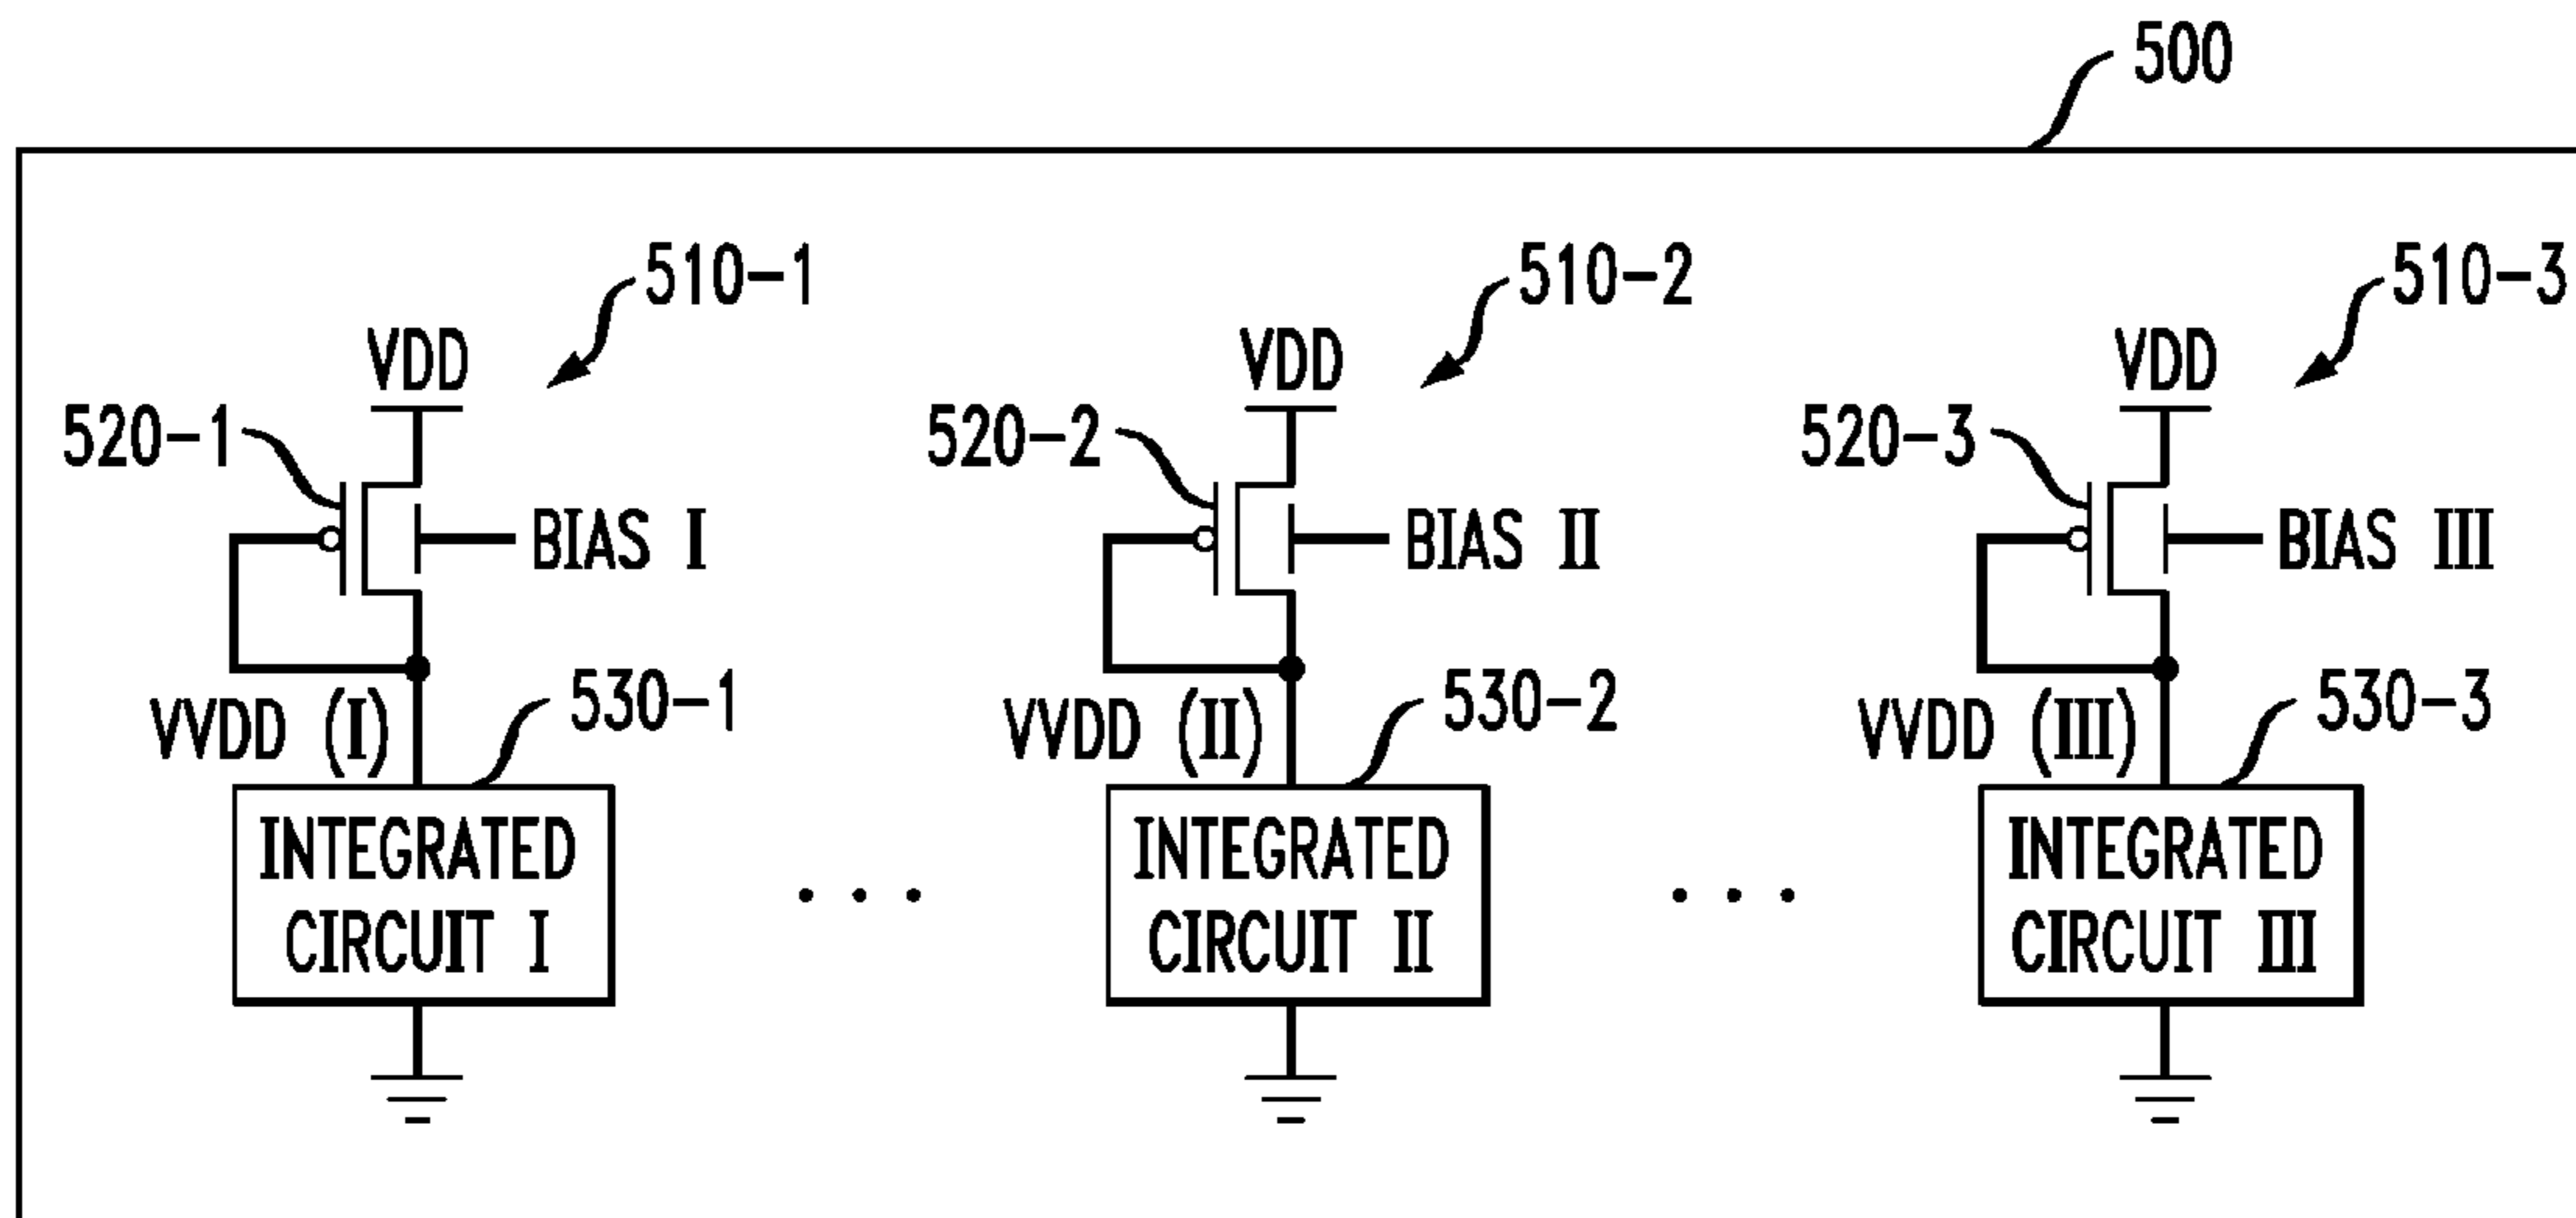 500
510-1
510-2
510-3
VDD
VDD
VDD
520-1
520-2
520-3
BIAS I
BIAS II
BIAS III
VVDD (I)
530-1
VVDD (II)
530-2
VVDD (III)
530-3
INTEGRATED
CIRCUIT I
INTEGRATED
CIRCUIT II
INTEGRATED
CIRCUIT III